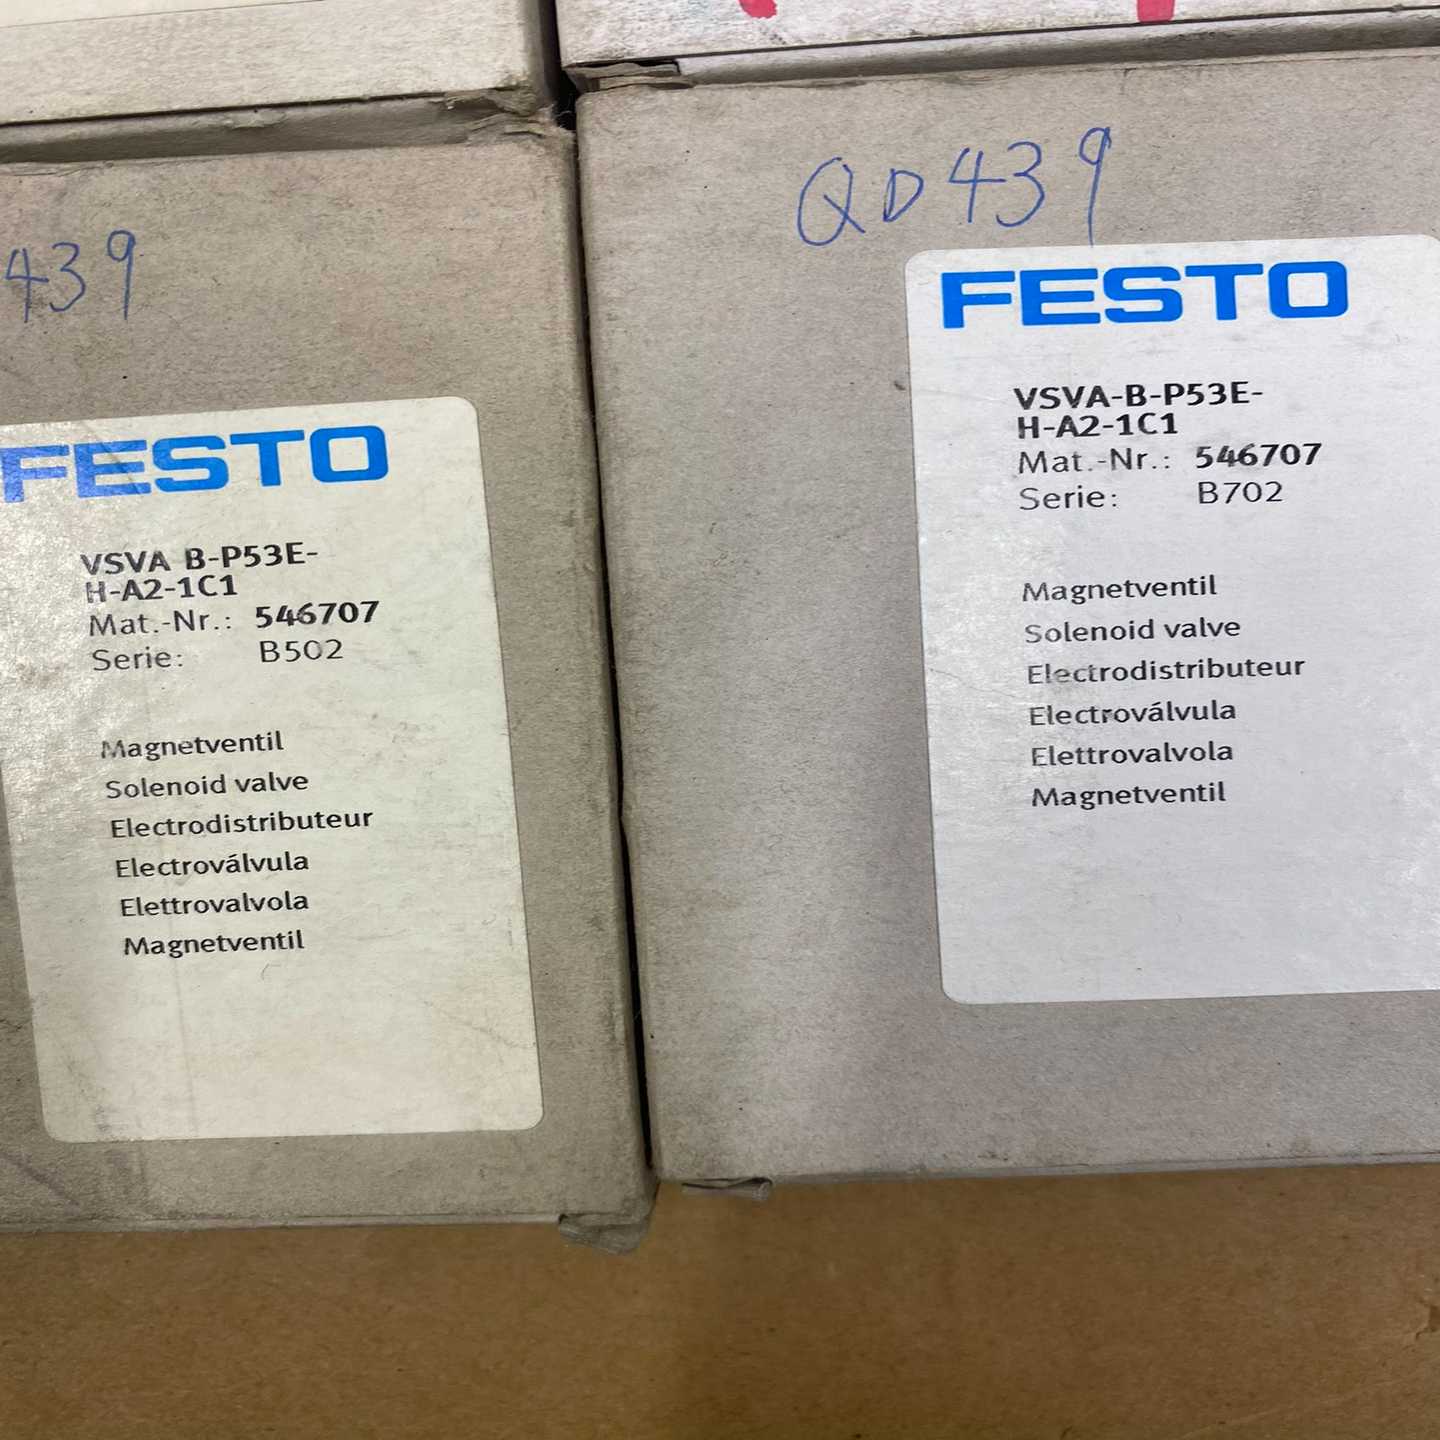 439
FESTO
VSVA B-P53E-
H-A2-1C1
Mat.-Nr.: 546707
Serie: B502
Magnetventil
Solenoid valve
Electrodistributeur
Electroválvula
Elettrovalvola
Magnetventil
QD439
FESTO
VSVA-B-P53E-
H-A2-1C1
Mat.-Nr.: 546707
Serie: B702
Magnetventil
Solenoid valve
Electrodistributeur
Electroválvula
Elettrovalvola
Magnetventil